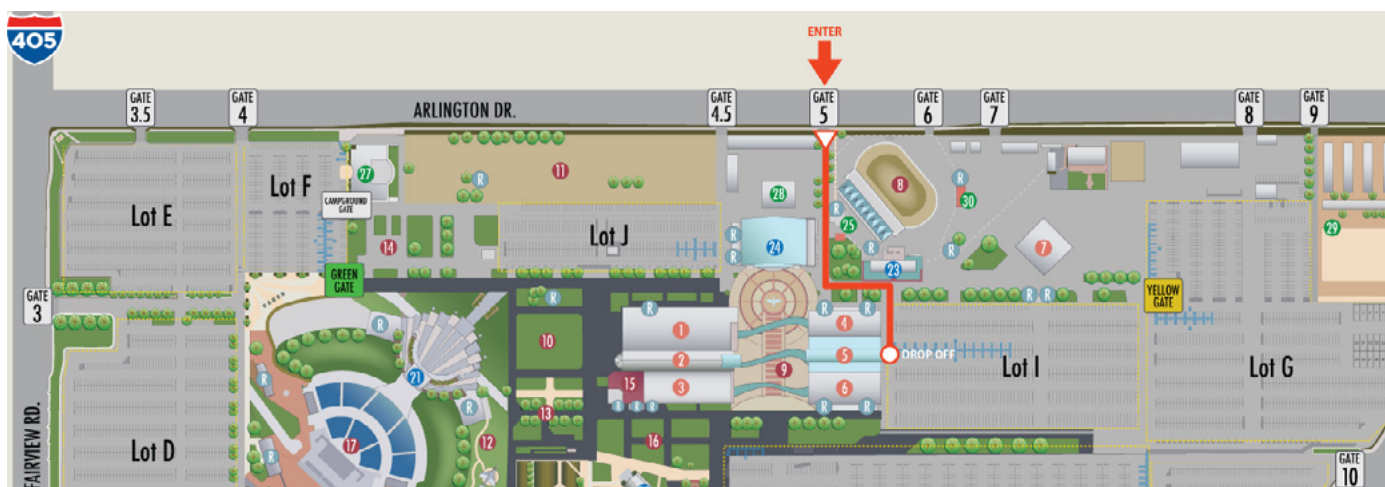 405
ENTER
GATE
3.5
GATE
4
ARLINGTON DR.
GATE
4.5
GATE
5
GATE
6
GATE
7
GATE
8
GATE
9
27
R
11
28
8
R
30
Lot F
CAMPGROUND
GATE
Lot E
14
Lot J
R
24
R
R
25
R
R
23
7
29
GREEN
GATE
YELLOW
GATE
GATE
3
R
R
R
R
R
R
R
10
1
4
2
5
DROP OFF
21
9
Lot I
Lot G
R
15
3
6
R
R
R
R
R
R
13
12
16
17
R
Lot D
FAIRVIEW RD.
GATE
10